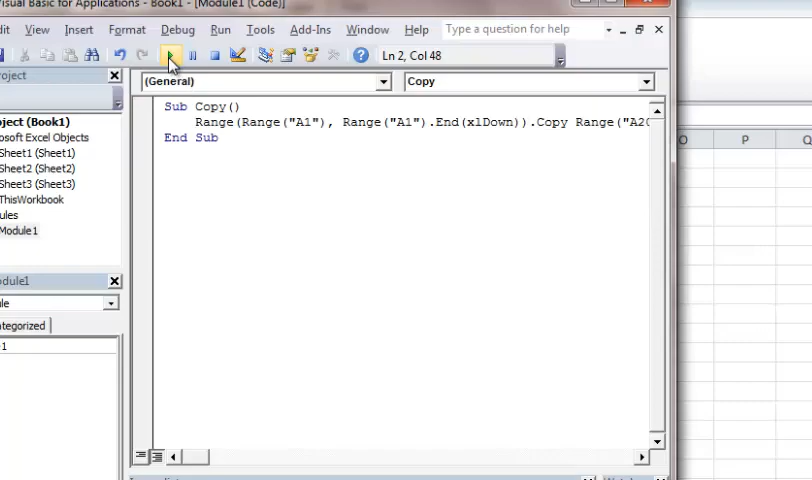 Visual Basic for Applications - Book1 - [Module1 (Code)]
View Insert Format Debug Run Tools Add-Ins Window Help Type a question for help
Ln 2, Col 48
(General) Copy
Sub Copy()
Range(Range("A1"), Range("A1").End(xlDown)).Copy Range("A20
End Sub
oject
ject (Book1)
osoft Excel Objects
Sheet1 (Sheet1)
Sheet2 (Sheet2)
Sheet3 (Sheet3)
ThisWorkbook
ules
Module1
odule1
ule
ategorized
1
O P Q